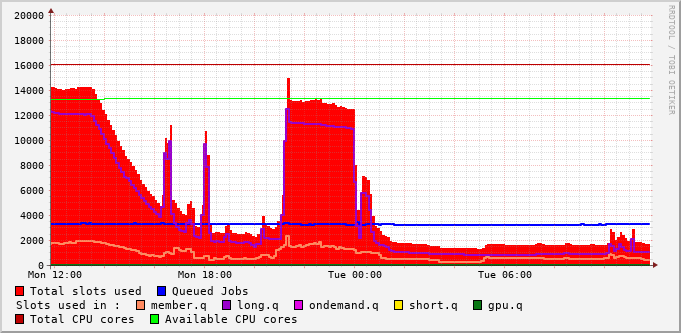 RRDTOOL / TOBI OETIKER
20000
18000
16000
14000
12000
10000
8000
6000
4000
2000
0
Mon 12:00 Mon 18:00 Tue 00:00 Tue 06:00
Total slots used Queued Jobs
Slots used in : member.q long.q ondemand.q short.q gpu.q
Total CPU cores Available CPU cores